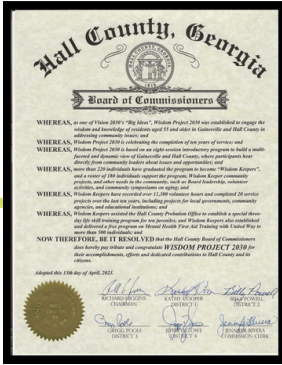 Hall County, Georgia
Board of Commissioners
WHEREAS, as one of Vision 2030's "Big Ideas", Wisdom Project 2030 was established to engage the
wisdom and knowledge of residents aged 55 and older in Gainesville and Hall County in
addressing community issues; and
WHEREAS, Wisdom Project 2030 is celebrating the completion of ten years of service; and
WHEREAS, Wisdom Project 2030 is based on an eight-session introductory program to build a multi-
faceted and dynamic view of Gainesville and Hall County, where participants hear
directly from community leaders about issues and opportunities; and
WHEREAS, more than 220 individuals have graduated the program to become "Wisdom Keepers",
and a roster of 180 individuals support the program, Wisdom Keeper community
projects, and other needs in the community such as Board leadership, volunteer
activities, and community symposiums on aging; and
WHEREAS, Wisdom Keepers have recorded over 11,300 volunteer hours and completed 20 service
projects over the last ten years, including projects for local governments, community
agencies, and educational institutions; and
WHEREAS, Wisdom Keepers assisted the Hall County Probation Office to establish a special three-
day life skill training program for ten juveniles, and Wisdom Keepers also established
and delivered a free program on Mental Health First Aid training with United Way to
more than 500 individuals; and
NOW THEREFORE, BE IT RESOLVED that the Hall County Board of Commissioners
does hereby pay tribute and congratulates WISDOM PROJECT 2030 for
their accomplishments, efforts and dedicated contributions to Hall County and its
citizens.
Adopted this 13th day of April, 2023.
RICHARD HIGGINS
CHAIRMAN
KATHY COOPER
DISTRICT 1
BILLY POWELL
DISTRICT 2
GREGG POOLE
DISTRICT 3
JEFF STOWE
DISTRICT 4
JENNIFER RIVERA
COMMISSION CLERK